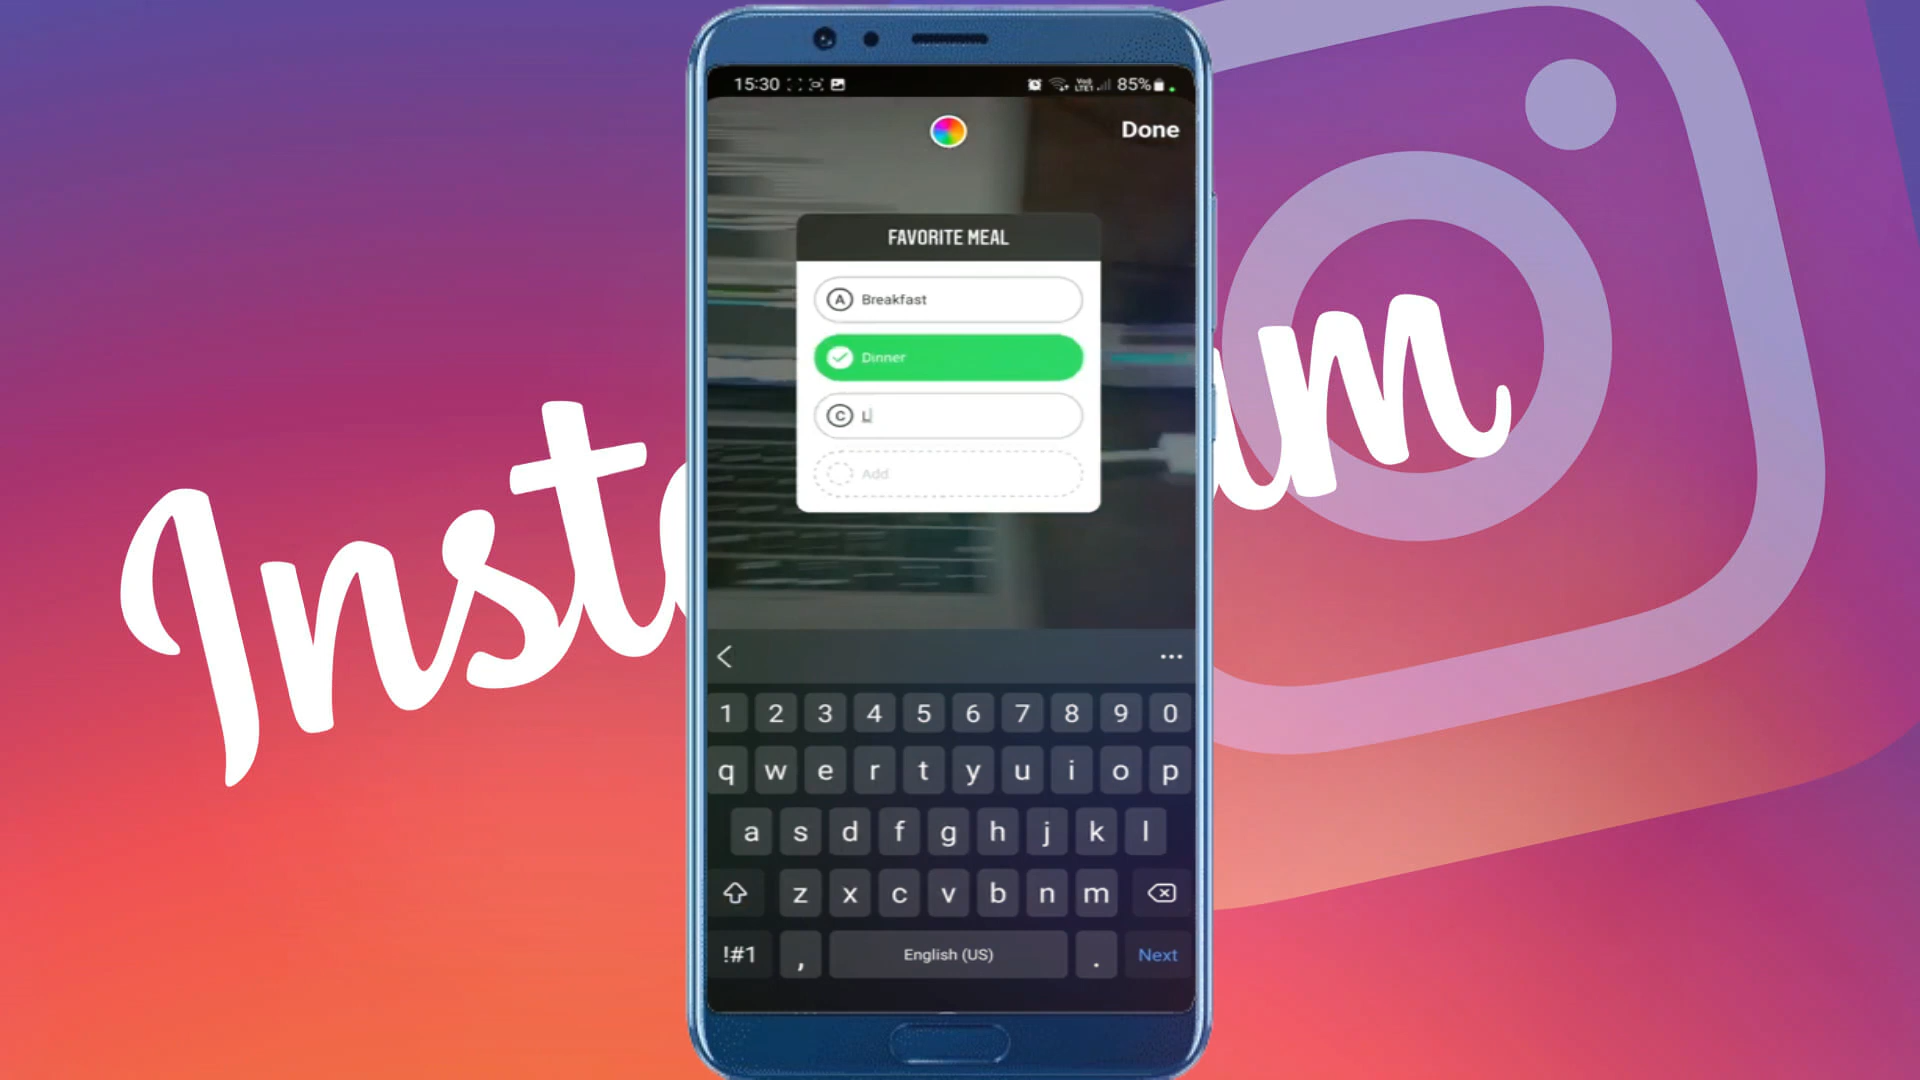 15:30
85%
Done
FAVORITE MEAL
A Breakfast
Dinner
C L
Add
1 2 3 4 5 6 7 8 9 0
q w e r t y u i o p
a s d f g h j k l
z x c v b n m
!#1 , English (US) . Next